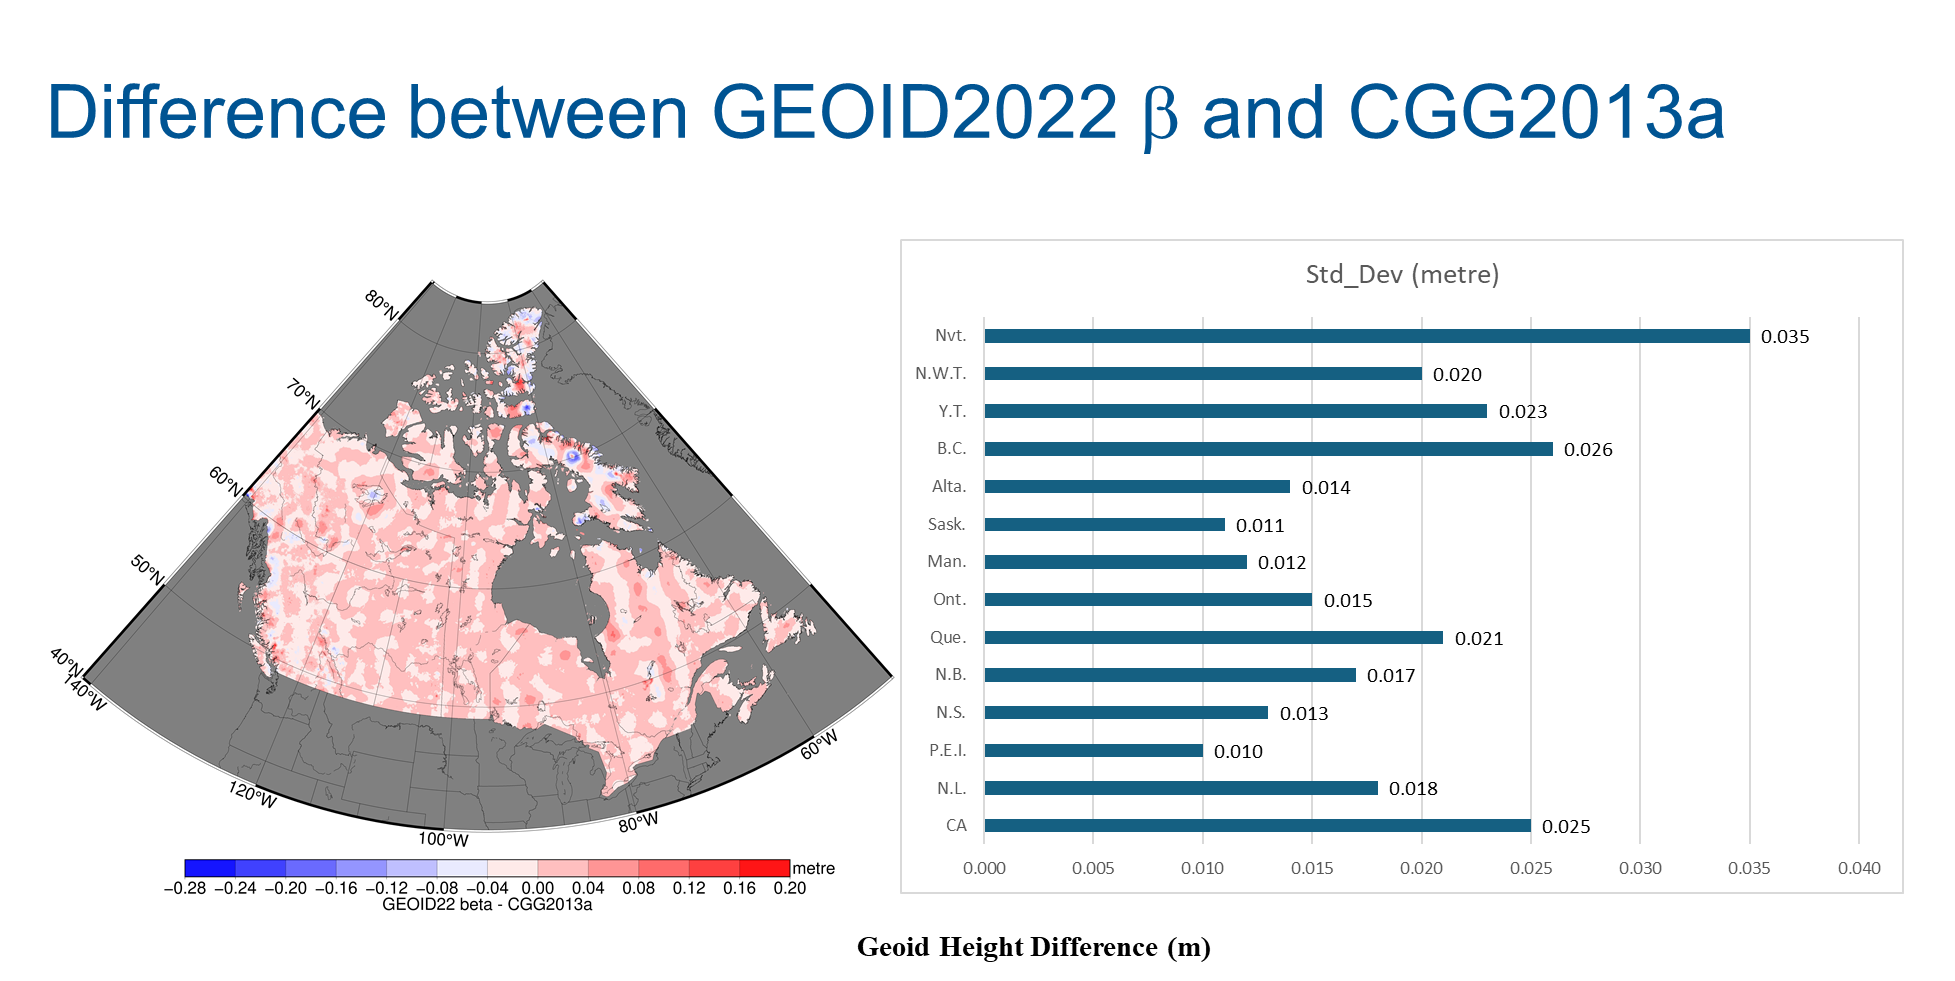 Difference between GEOID2022 β and CGG2013a
80°N
70°N
60°N
50°N
40°N
140°W
120°W
100°W
80°W
60°W
−0.28 −0.24 −0.20 −0.16 −0.12 −0.08 −0.04 0.00 0.04 0.08 0.12 0.16 0.20
metre
GEOID22 beta - CGG2013a
Std_Dev (metre)
Nvt. 0.035
N.W.T. 0.020
Y.T. 0.023
B.C. 0.026
Alta. 0.014
Sask. 0.011
Man. 0.012
Ont. 0.015
Que. 0.021
N.B. 0.017
N.S. 0.013
P.E.I. 0.010
N.L. 0.018
CA 0.025
0.000 0.005 0.010 0.015 0.020 0.025 0.030 0.035 0.040
Geoid Height Difference (m)